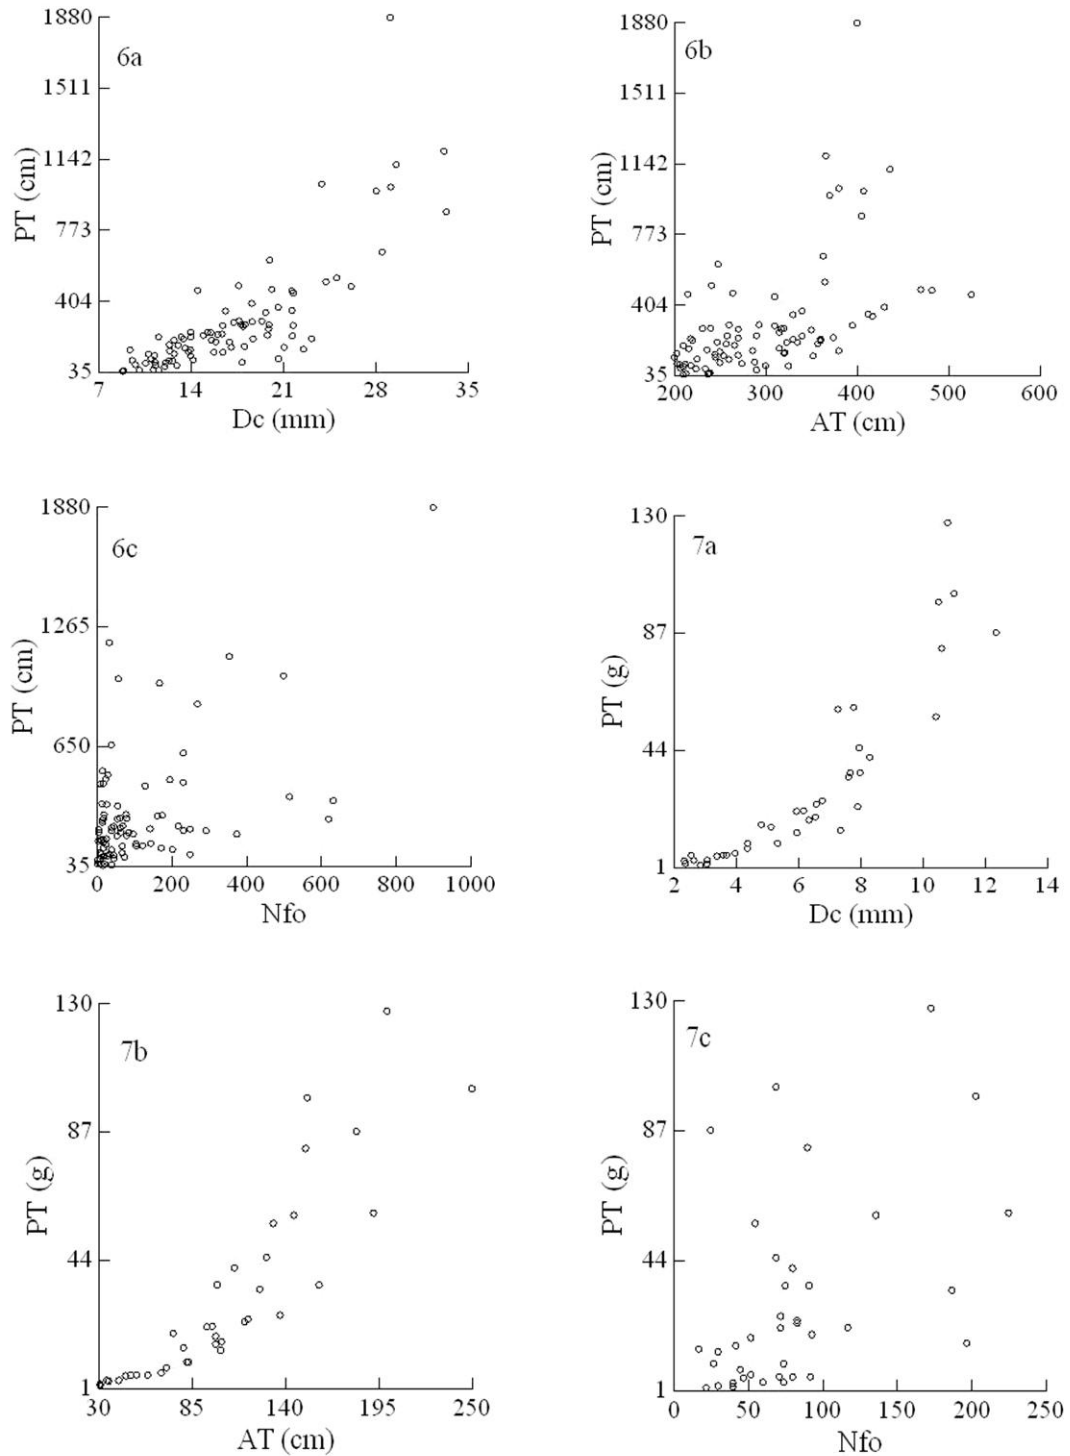 6a
1880
1511
1142
773
404
35
PT (cm)
7 14 21 28 35
Dc (mm)
6b
1880
1511
1142
773
404
35
PT (cm)
200 300 400 500 600
AT (cm)
6c
1880
1265
650
35
PT (cm)
0 200 400 600 800 1000
Nfo
7a
130
87
44
1
PT (g)
2 4 6 8 10 12 14
Dc (mm)
7b
130
87
44
1
PT (g)
30 85 140 195 250
AT (cm)
7c
130
87
44
1
PT (g)
0 50 100 150 200 250
Nfo